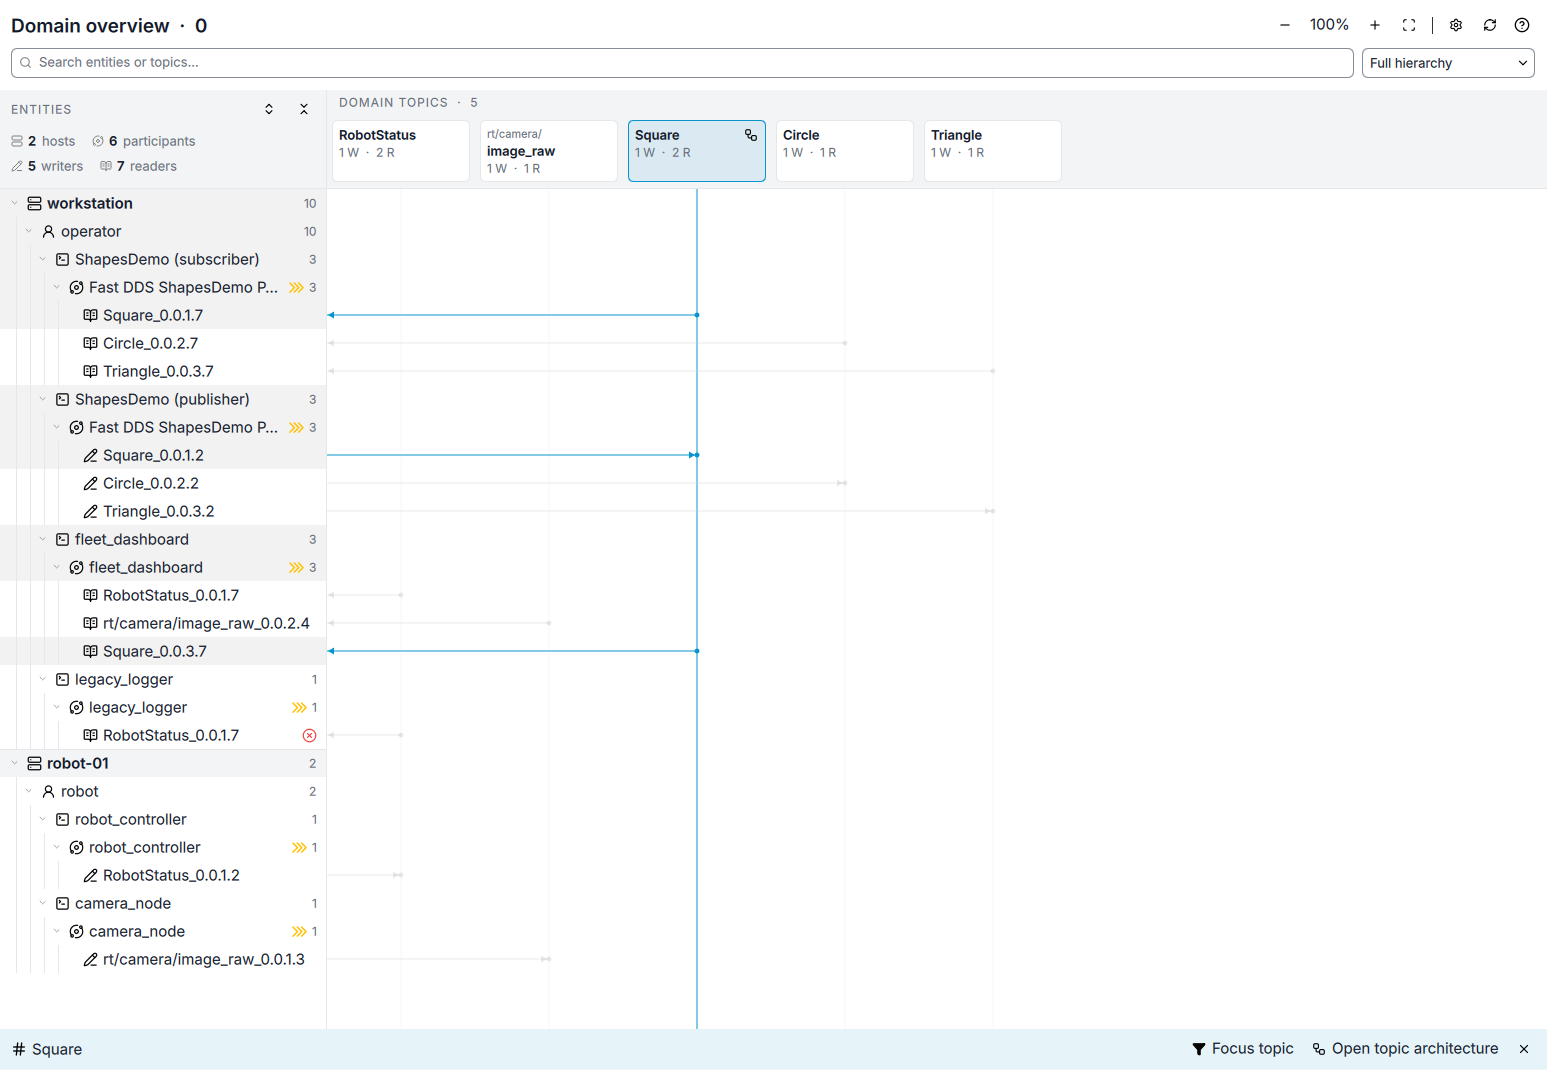 Domain overview · 0
100%
Search entities or topics...
Full hierarchy
ENTITIES
2 hosts
6 participants
5 writers
7 readers
DOMAIN TOPICS · 5
RobotStatus
1 W · 2 R
rt/camera/
image_raw
1 W · 1 R
Square
1 W · 2 R
Circle
1 W · 1 R
Triangle
1 W · 1 R
workstation 10
operator 10
ShapesDemo (subscriber) 3
Fast DDS ShapesDemo P... 3
Square_0.0.1.7
Circle_0.0.2.7
Triangle_0.0.3.7
ShapesDemo (publisher) 3
Fast DDS ShapesDemo P... 3
Square_0.0.1.2
Circle_0.0.2.2
Triangle_0.0.3.2
fleet_dashboard 3
fleet_dashboard 3
RobotStatus_0.0.1.7
rt/camera/image_raw_0.0.2.4
Square_0.0.3.7
legacy_logger 1
legacy_logger 1
RobotStatus_0.0.1.7
robot-01 2
robot 2
robot_controller 1
robot_controller 1
RobotStatus_0.0.1.2
camera_node 1
camera_node 1
rt/camera/image_raw_0.0.1.3
# Square
Focus topic
Open topic architecture